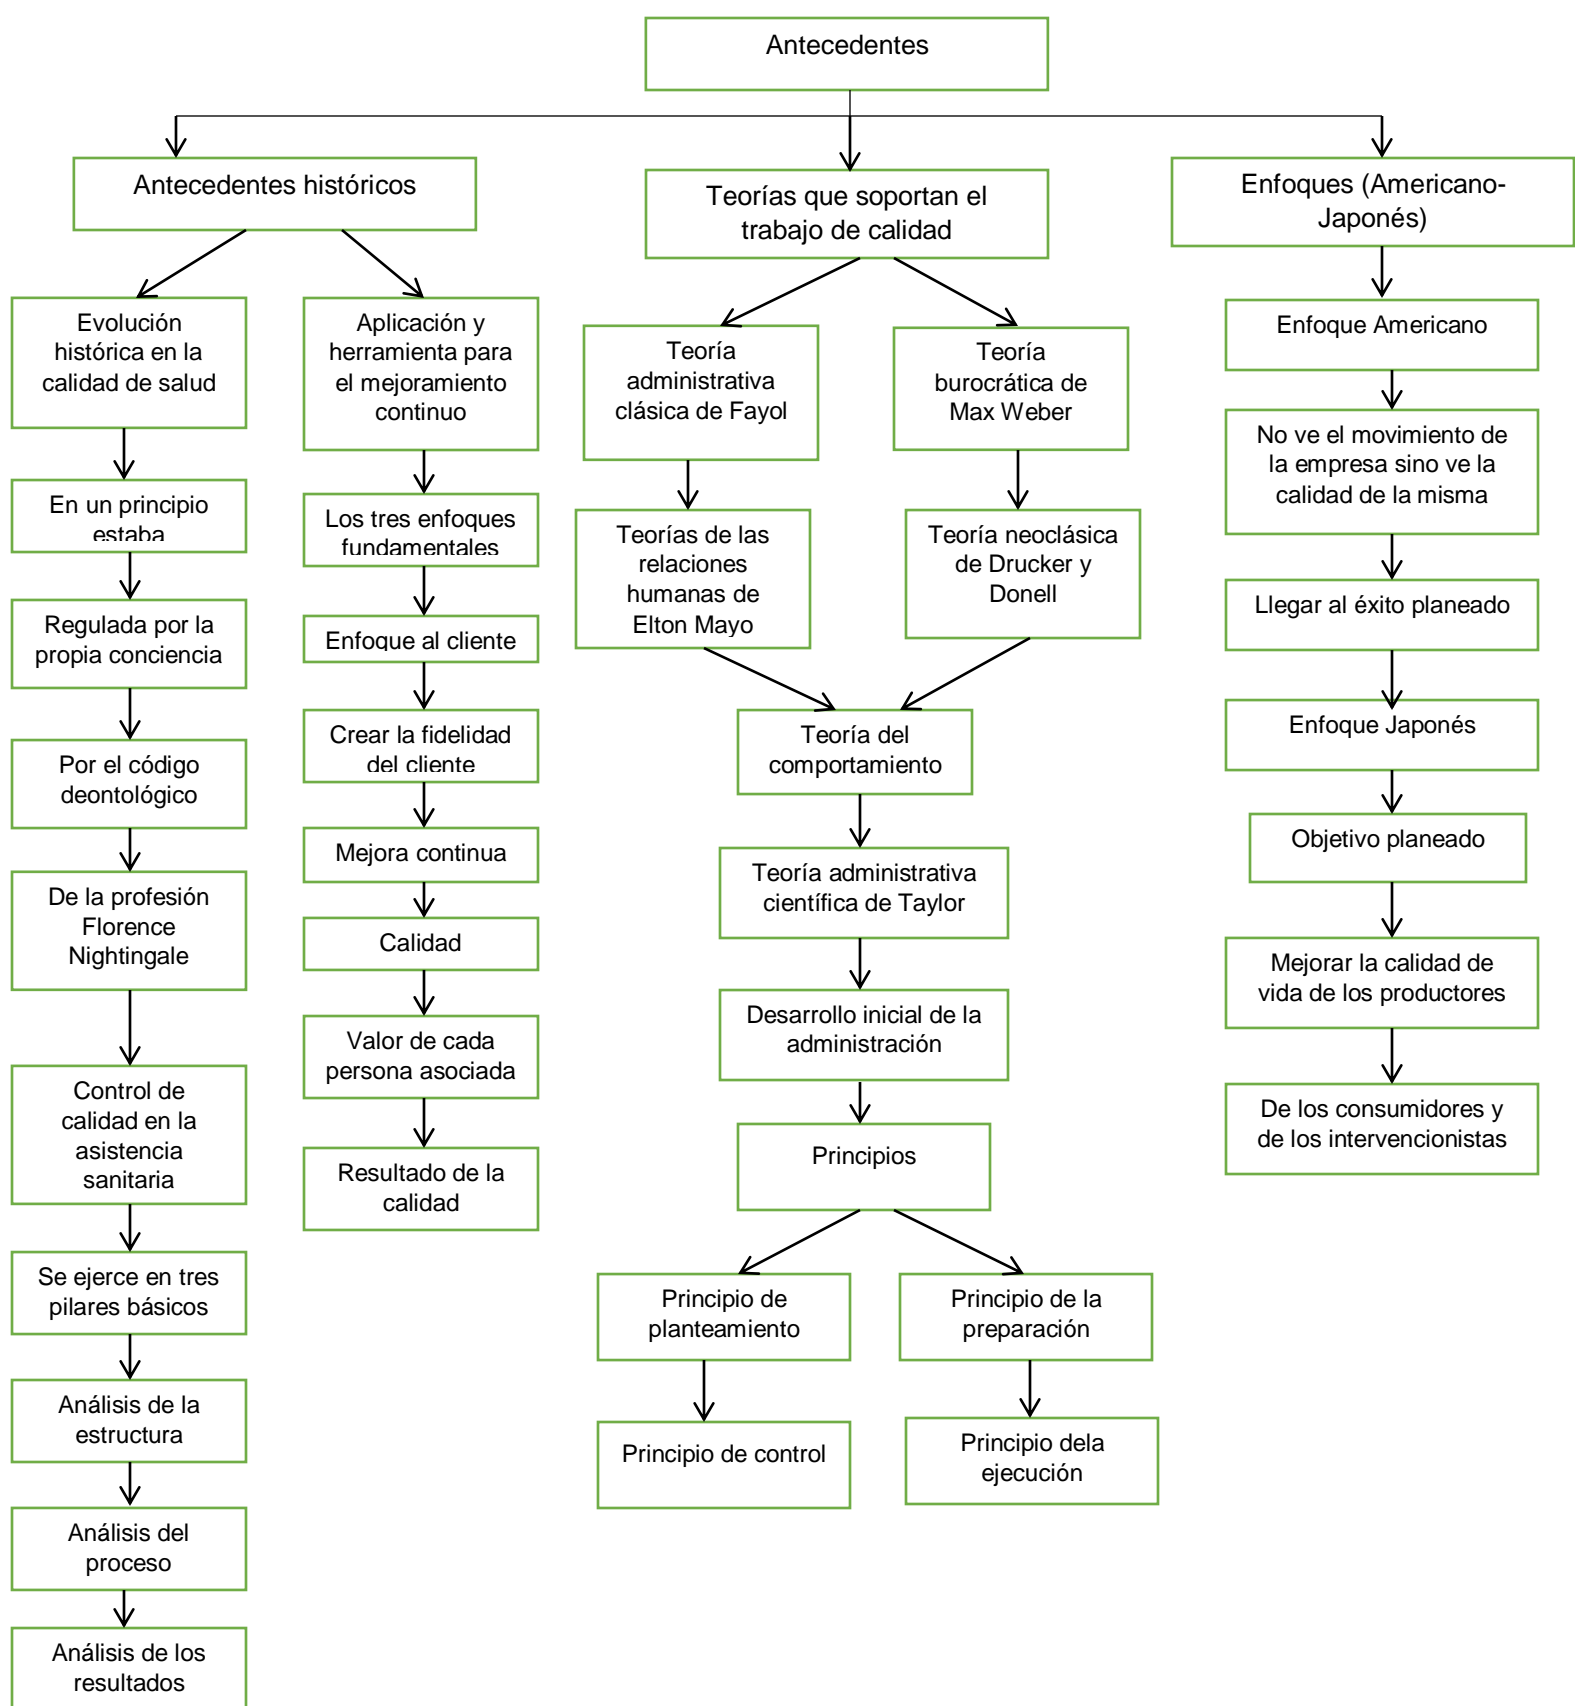 Antecedentes
Antecedentes históricos
Teorías que soportan el
trabajo de calidad
Enfoques (Americano-
Japonés)
Evolución
histórica en la
calidad de salud
En un principio
estaba
Regulada por la
propia conciencia
Por el código
deontológico
De la profesión
Florence
Nightingale
Control de
calidad en la
asistencia
sanitaria
Se ejerce en tres
pilares básicos
Análisis de la
estructura
Análisis del
proceso
Análisis de los
resultados
Aplicación y
herramienta para
el mejoramiento
continuo
Los tres enfoques
fundamentales
Enfoque al cliente
Crear la fidelidad
del cliente
Mejora continua
Calidad
Valor de cada
persona asociada
Resultado de la
calidad
Teoría
administrativa
clásica de Fayol
Teoría
burocrática de
Max Weber
Teorías de las
relaciones
humanas de
Elton Mayo
Teoría neoclásica
de Drucker y
Donell
Teoría del
comportamiento
Teoría administrativa
científica de Taylor
Desarrollo inicial de la
administración
Principios
Principio de
planteamiento
Principio de la
preparación
Principio de control
Principio dela
ejecución
Enfoque Americano
No ve el movimiento de
la empresa sino ve la
calidad de la misma
Llegar al éxito planeado
Enfoque Japonés
Objetivo planeado
Mejorar la calidad de
vida de los productores
De los consumidores y
de los intervencionistas